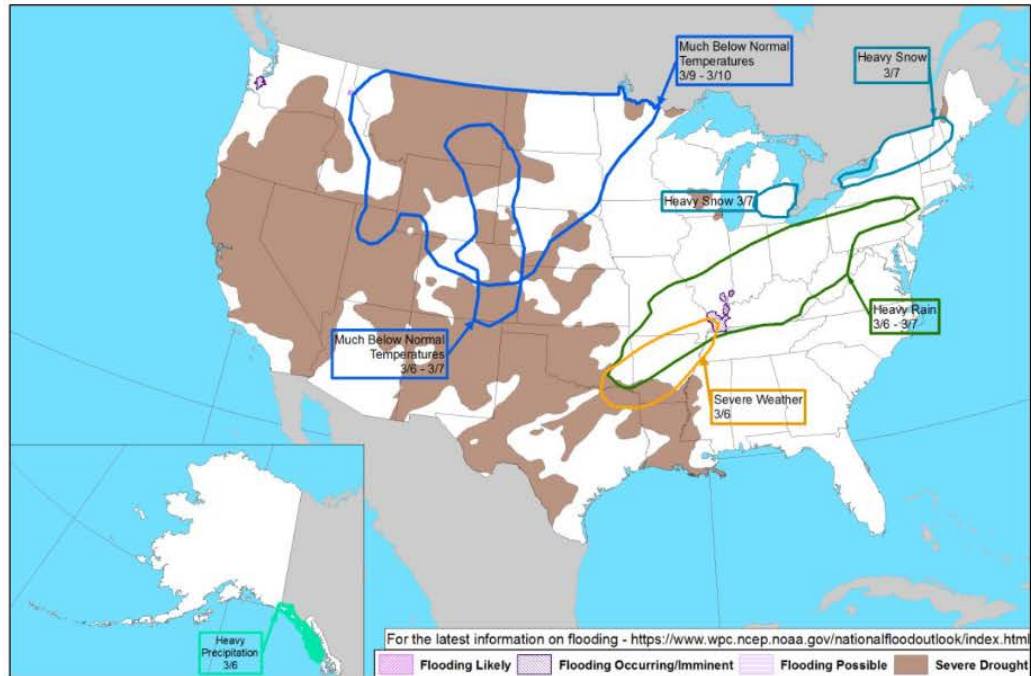 Much Below Normal
Temperatures
3/9 - 3/10
Heavy Snow
3/7
Heavy Snow 3/7
Heavy Rain
3/6 - 3/7
Much Below Normal
Temperatures
3/6 - 3/7
Severe Weather
3/6
Heavy
Precipitation
3/6
For the latest information on flooding - https://www.wpc.ncep.noaa.gov/nationalfloodoutlook/index.html
Flooding Likely
Flooding Occurring/Imminent
Flooding Possible
Severe Drought